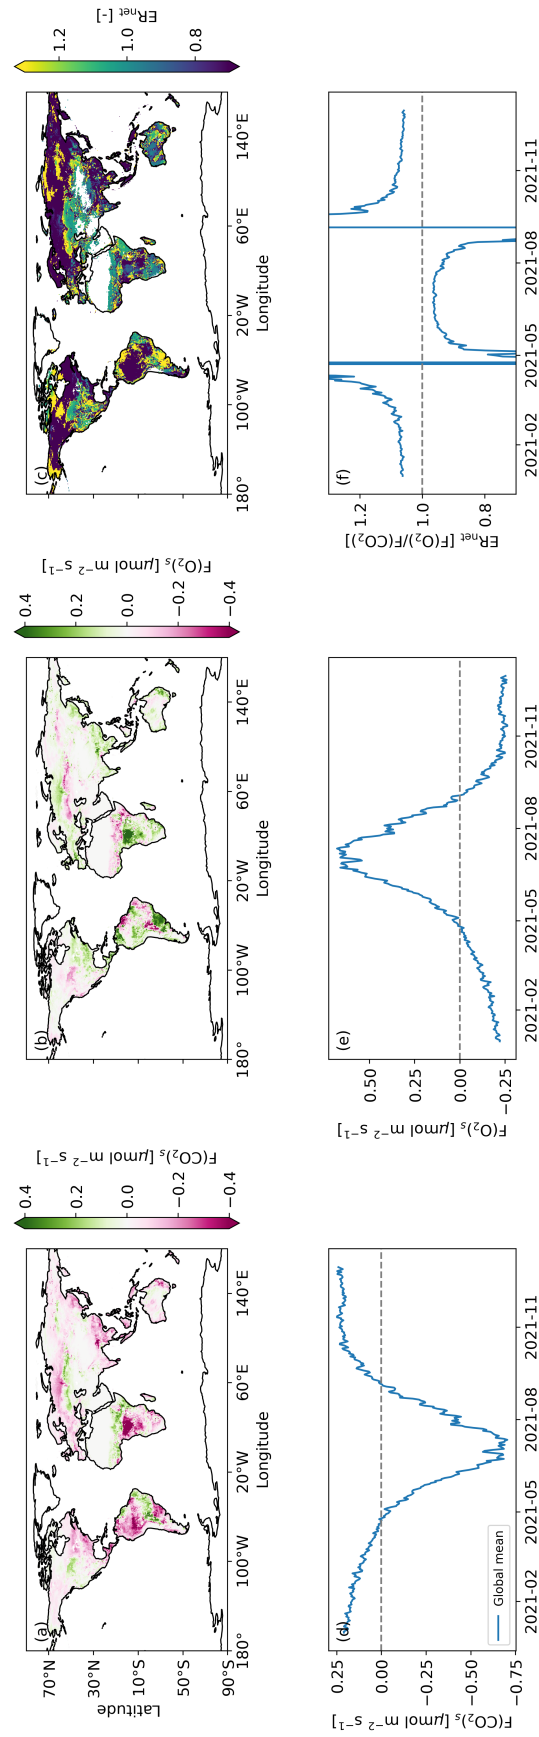 (a)
70°N
30°N
10°S
50°S
90°S
Latitude
180°
100°W
20°W
60°E
140°E
Longitude
0.4
0.2
0.0
−0.2
−0.4
F(CO₂)ₛ [μmol m⁻² s⁻¹]
(b)
180°
100°W
20°W
60°E
140°E
Longitude
0.4
0.2
0.0
−0.2
−0.4
F(O₂)ₛ [μmol m⁻² s⁻¹]
(c)
180°
100°W
20°W
60°E
140°E
Longitude
1.2
1.0
0.8
ERnet [-]
(d)
0.25
0.00
−0.25
−0.50
−0.75
F(CO₂)ₛ [μmol m⁻² s⁻¹]
Global mean
2021-02
2021-05
2021-08
2021-11
(e)
0.50
0.25
0.00
−0.25
F(O₂)ₛ [μmol m⁻² s⁻¹]
2021-02
2021-05
2021-08
2021-11
(f)
1.2
1.0
0.8
ERnet [F(O₂)/F(CO₂)]
2021-02
2021-05
2021-08
2021-11